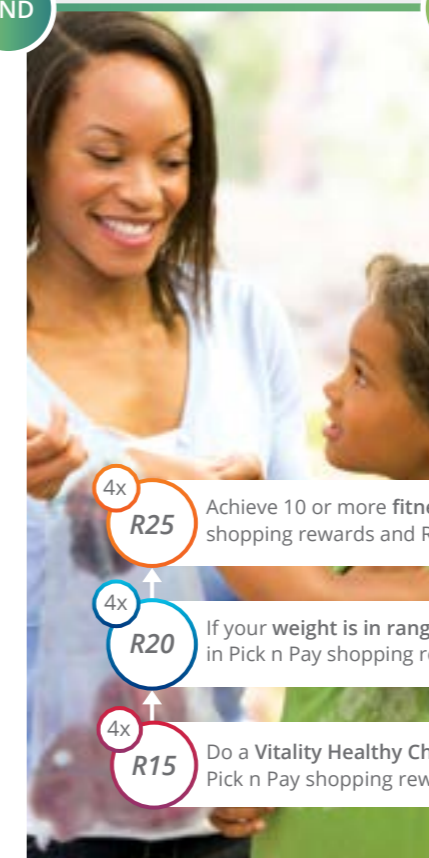 ND
4x
R25
Achieve 10 or more fitne
shopping rewards and R
4x
R20
If your weight is in rang
in Pick n Pay shopping re
4x
R15
Do a Vitality Healthy Ch
Pick n Pay shopping rew